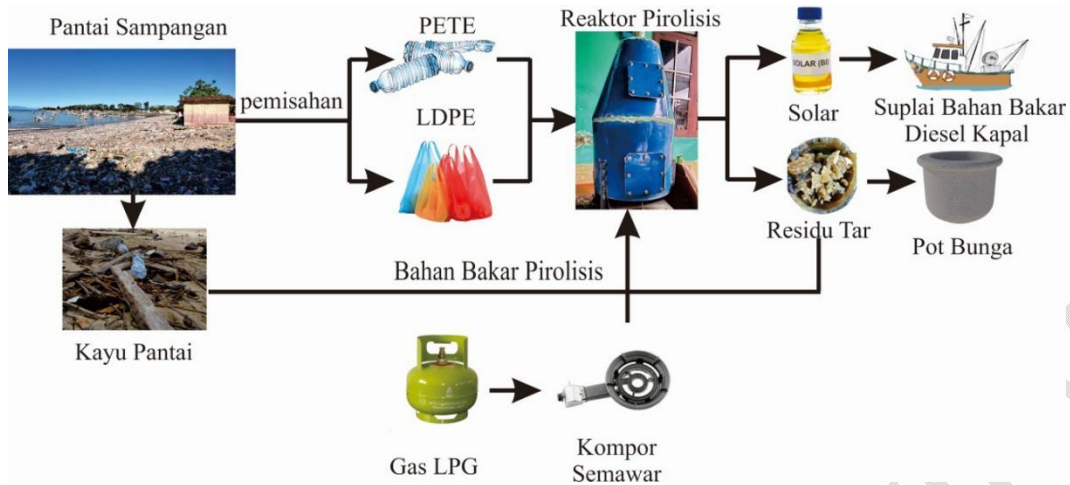 Pantai Sampangan
pemisahan
PETE
LDPE
Reaktor Pirolisis
SOLAR
Solar
Suplai Bahan Bakar
Diesel Kapal
Residu Tar
Pot Bunga
Bahan Bakar Pirolisis
Kayu Pantai
Gas LPG
Kompor
Semawar